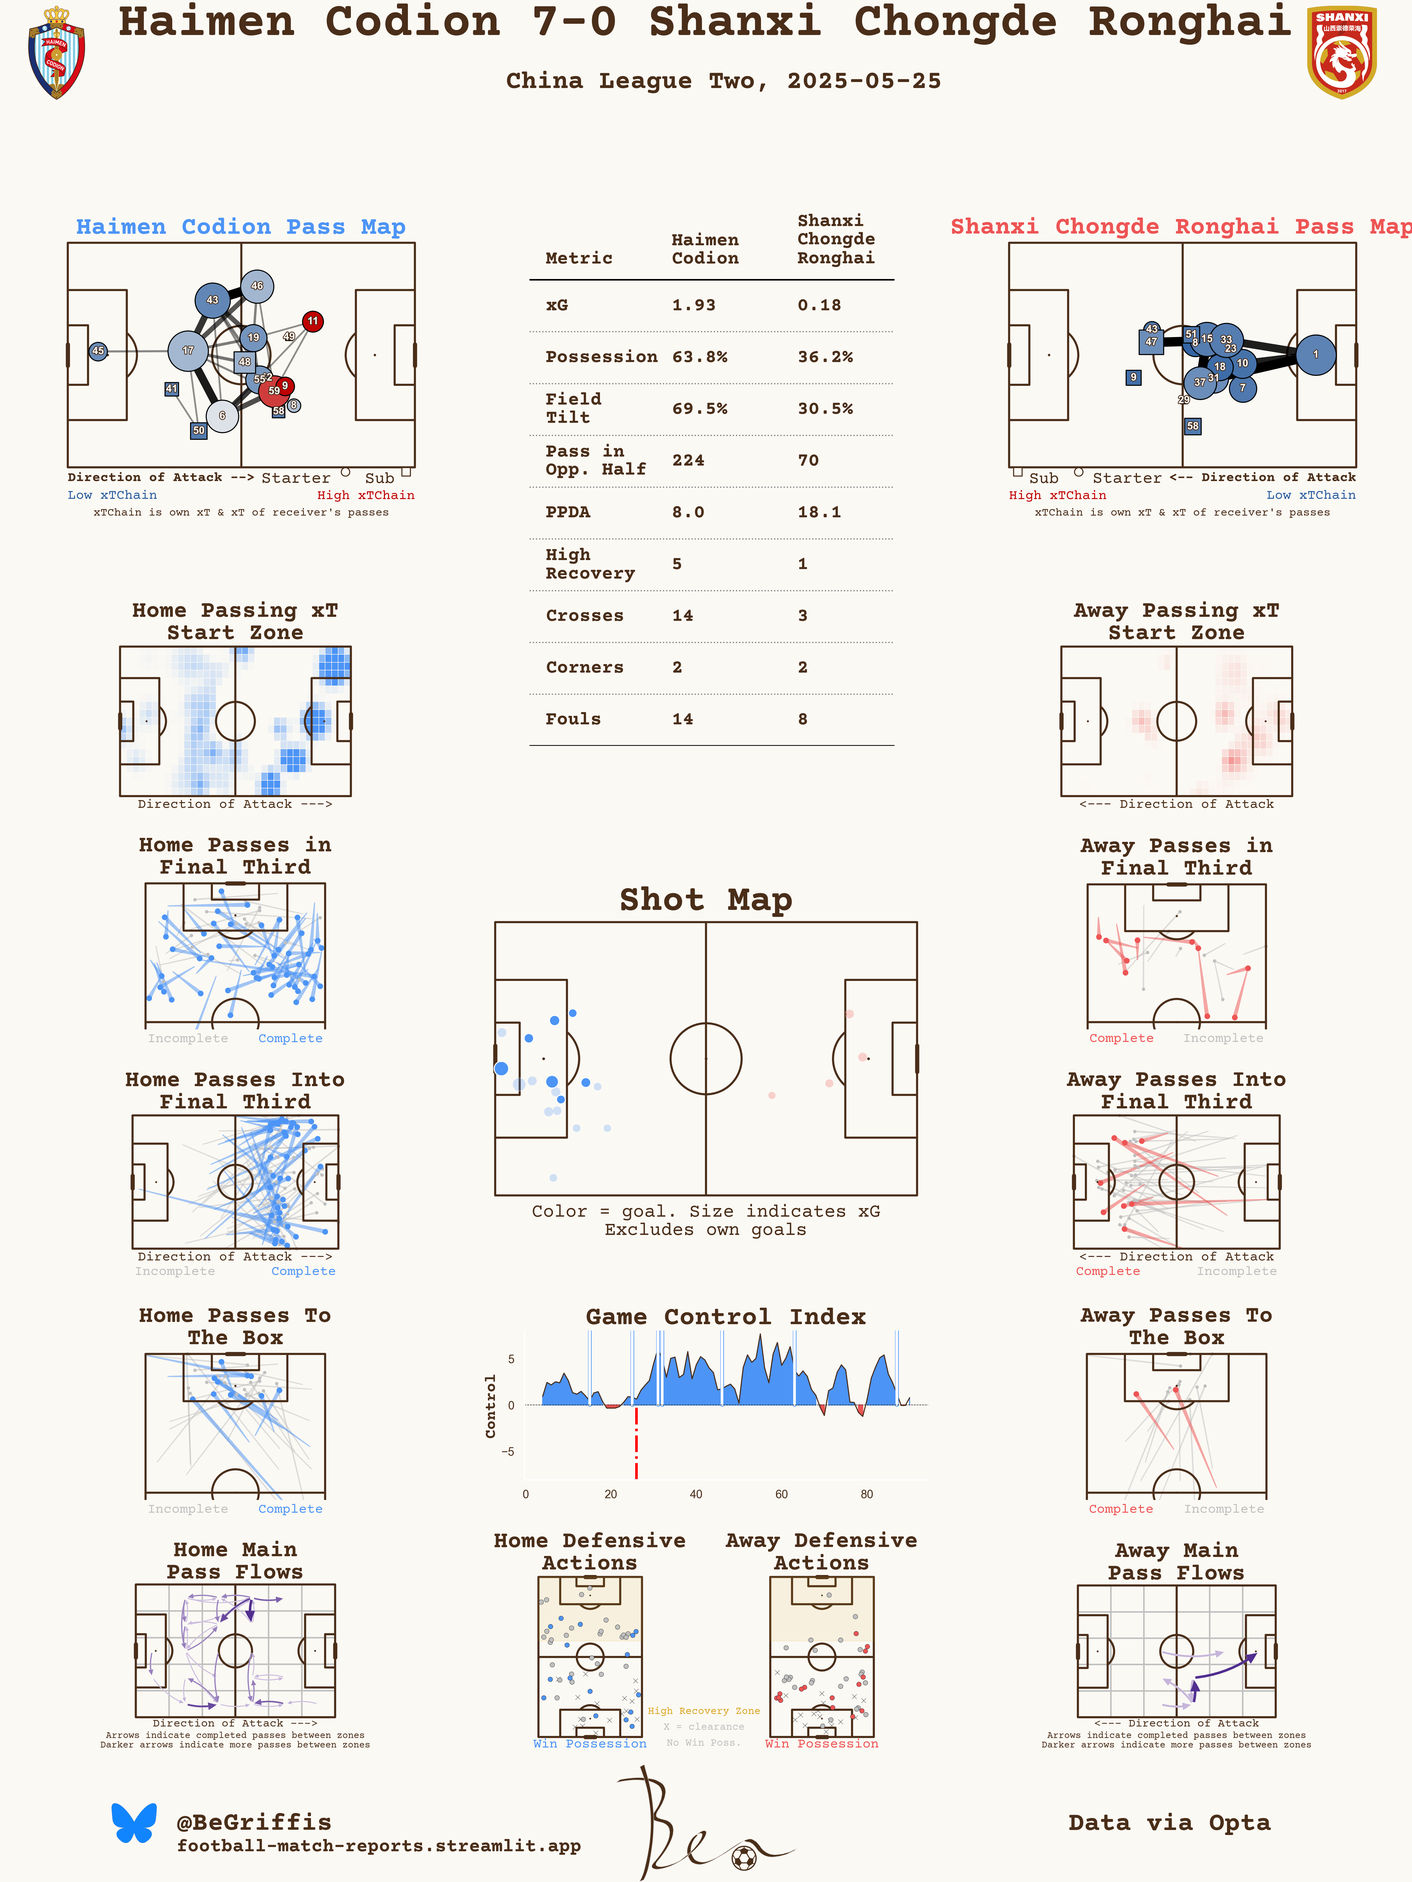 Haimen Codion 7-0 Shanxi Chongde Ronghai
China League Two, 2025-05-25
HAIMEN
CODION
SHANXI
山西崇德荣海
2017
Haimen Codion Pass Map
43
46
11
19
49
45
17
48
55
2
9
59
41
8
58
6
50
Direction of Attack --> Starter Sub
Low xTChain High xTChain
xTChain is own xT & xT of receiver's passes
Metric Haimen Codion Shanxi Chongde Ronghai
xG 1.93 0.18
Possession 63.8% 36.2%
Field Tilt 69.5% 30.5%
Pass in Opp. Half 224 70
PPDA 8.0 18.1
High Recovery 5 1
Crosses 14 3
Corners 2 2
Fouls 14 8
Shanxi Chongde Ronghai Pass Map
43
47
51
8
15
33
23
1
10
18
9
37
31
7
29
58
Sub Starter <-- Direction of Attack
High xTChain Low xTChain
xTChain is own xT & xT of receiver's passes
Home Passing xT
Start Zone
Direction of Attack --->
Away Passing xT
Start Zone
<--- Direction of Attack
Home Passes in
Final Third
Incomplete Complete
Away Passes in
Final Third
Complete Incomplete
Shot Map
Color = goal. Size indicates xG
Excludes own goals
Home Passes Into
Final Third
Direction of Attack --->
Incomplete Complete
Away Passes Into
Final Third
<--- Direction of Attack
Complete Incomplete
Home Passes To
The Box
Incomplete Complete
Game Control Index
Control
5
0
−5
0 20 40 60 80
Away Passes To
The Box
Complete Incomplete
Home Main
Pass Flows
Direction of Attack --->
Arrows indicate completed passes between zones
Darker arrows indicate more passes between zones
Home Defensive
Actions
Win Possession
High Recovery Zone
X = clearance
No Win Poss.
Away Defensive
Actions
Win Possession
Away Main
Pass Flows
<--- Direction of Attack
Arrows indicate completed passes between zones
Darker arrows indicate more passes between zones
@BeGriffis
football-match-reports.streamlit.app
Ben
Data via Opta